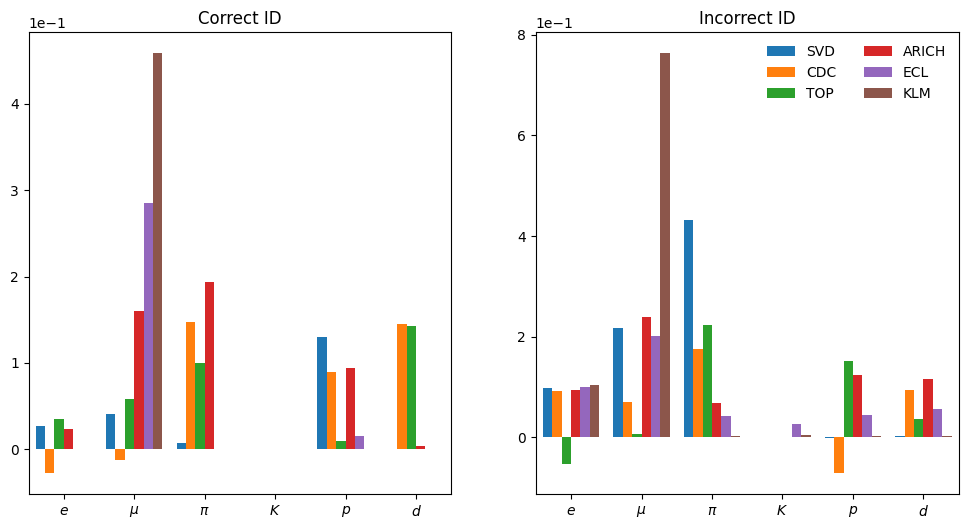 Correct ID
1e−1
4
3
2
1
0
e μ π K p d
Incorrect ID
1e−1
8
6
4
2
0
SVD ARICH
CDC ECL
TOP KLM
e μ π K p d